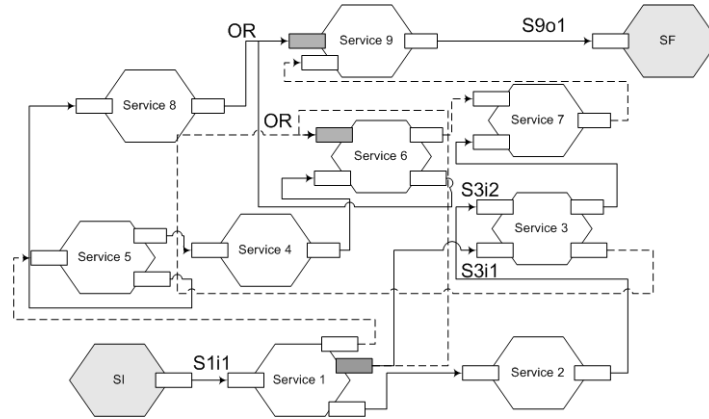 OR
S9o1
Service 9
SF
Service 8
Service 7
OR
Service 6
S3i2
Service 3
Service 5
Service 4
S3i1
S1i1
SI
Service 1
Service 2